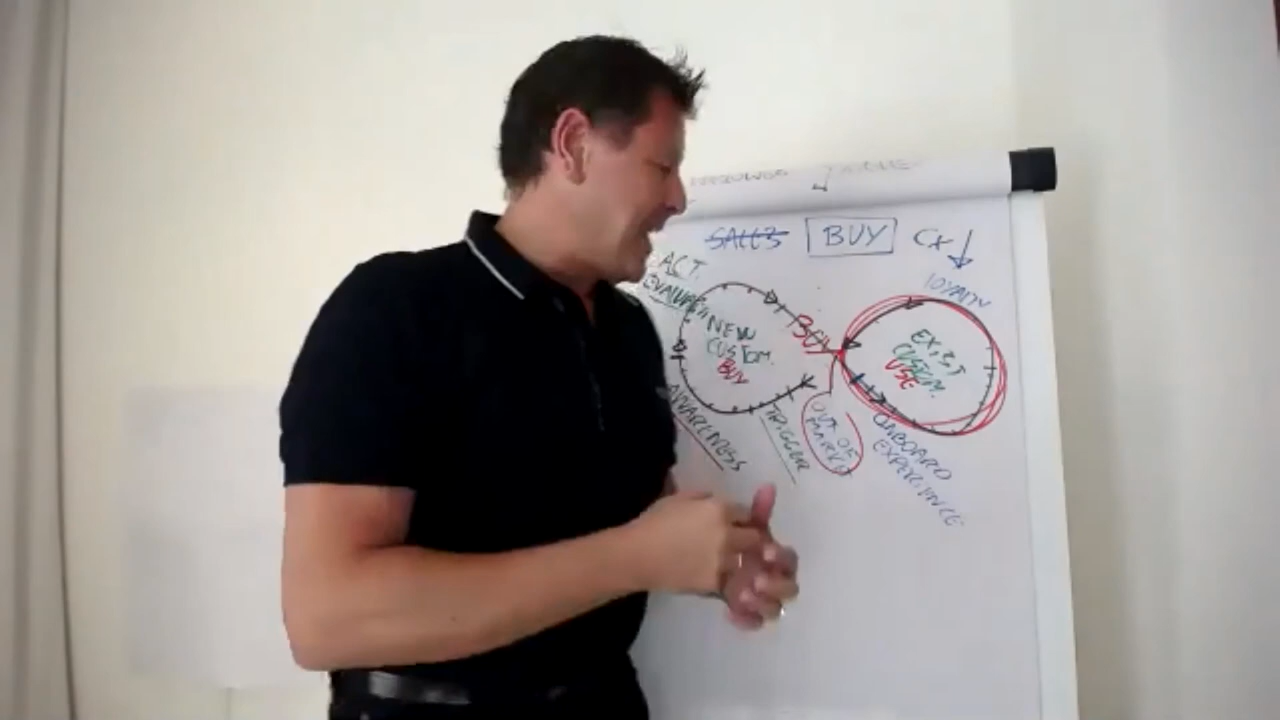 SALES BUY CX
LOYALTY
ACT.
NEW
CUSTOM.
BUY
BUY
EXIST
CUSTOM.
USE
AWARENESS
TRIGGER
OUT OF
MARKET
ONBOARD
EXPERIENCE